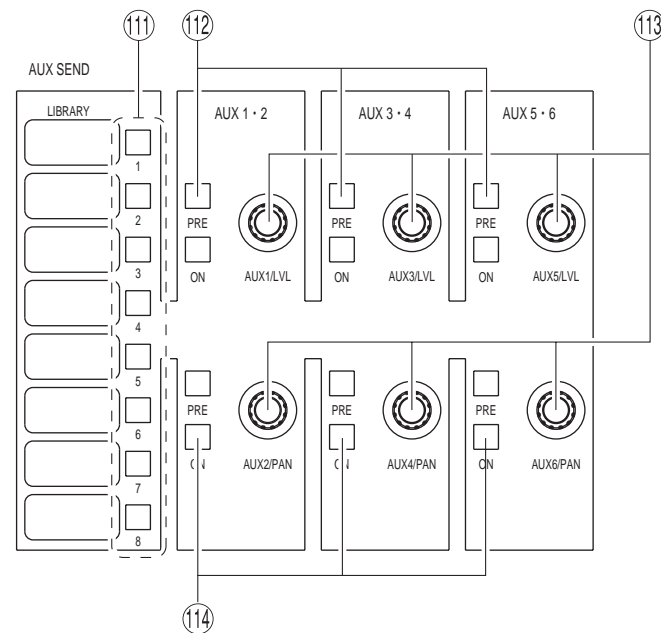 111 112 113
AUX SEND
LIBRARY
AUX 1・2 AUX 3・4 AUX 5・6
1
2
3
4
5
6
7
8
PRE PRE PRE
ON ON ON
AUX1/LVL AUX3/LVL AUX5/LVL
PRE PRE PRE
ON ON ON
AUX2/PAN AUX4/PAN AUX6/PAN
114